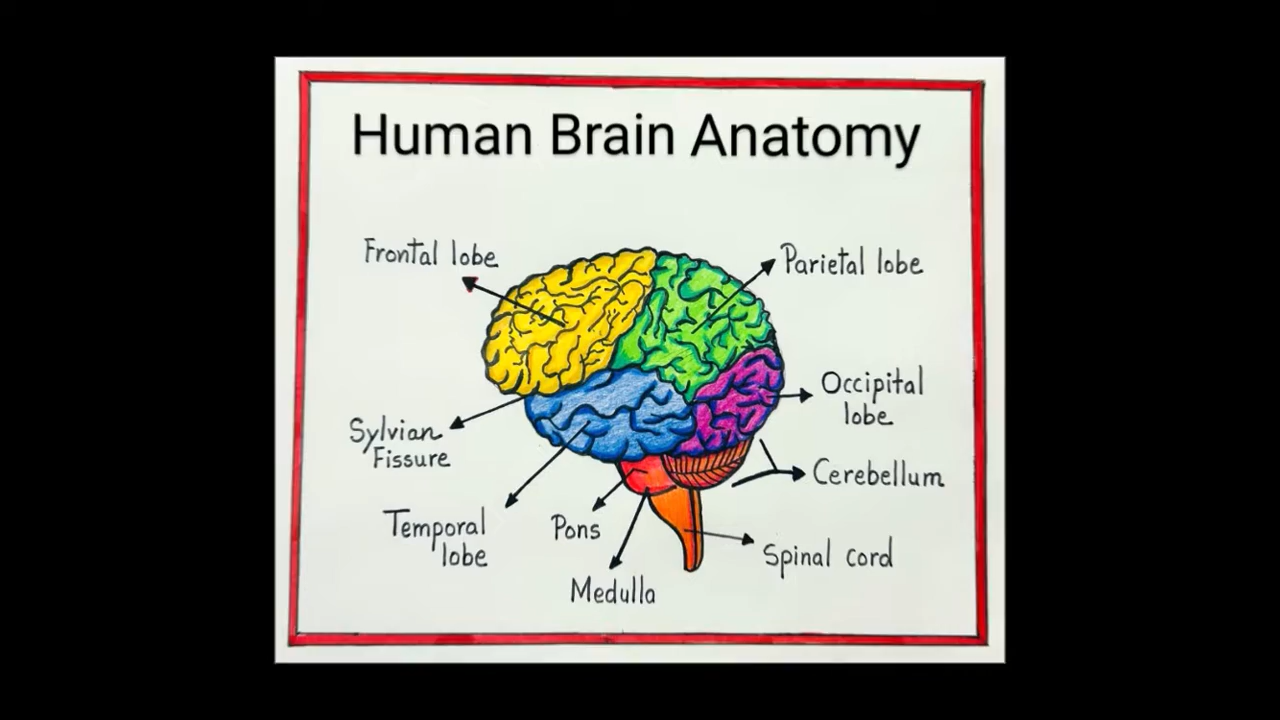 Human Brain Anatomy
Frontal lobe
Parietal lobe
Occipital
lobe
Sylvian
Fissure
Cerebellum
Temporal
lobe
Pons
Spinal cord
Medulla